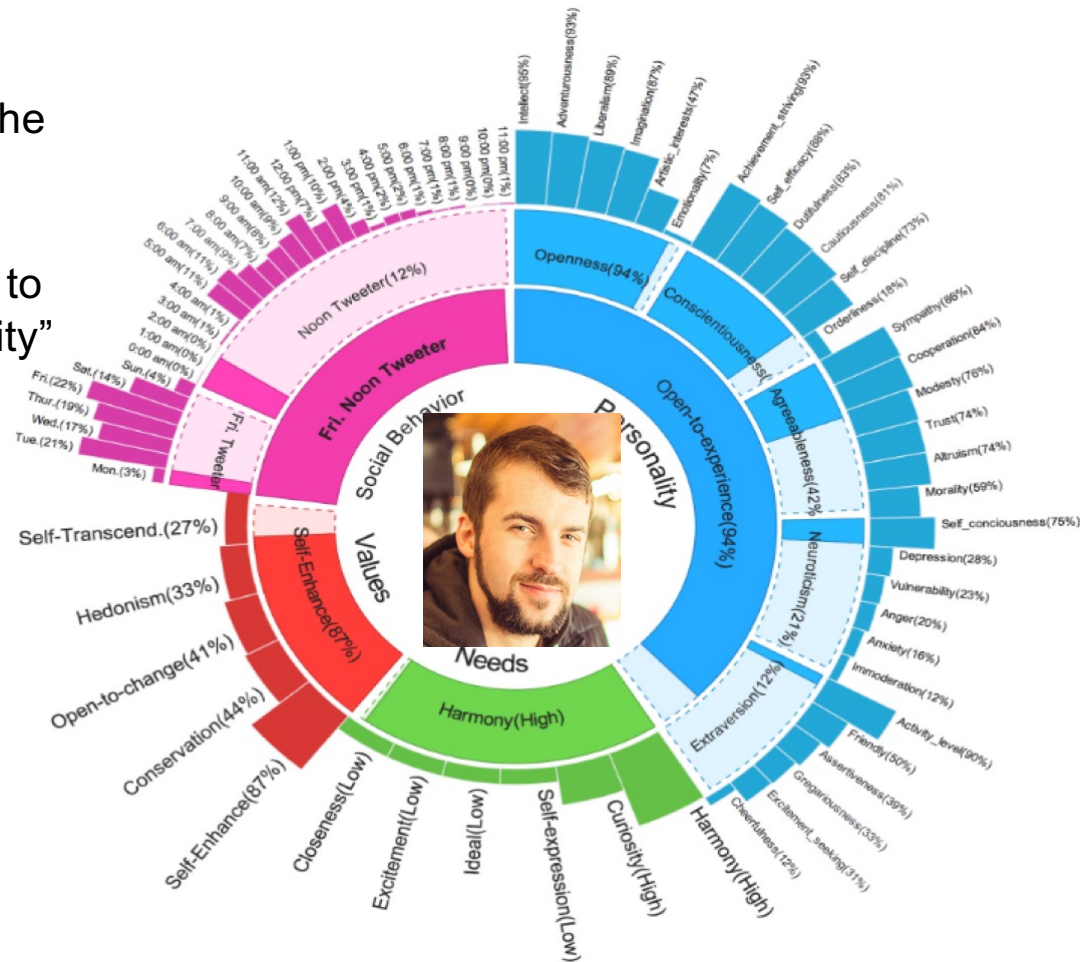 he
to
ity”
Social Behavior
Personality
Values
Needs
Fri. Noon Tweeter
Noon Tweeter(12%)
Fri. Tweeter
Mon.(3%)
Tue.(21%)
Wed.(17%)
Thur.(19%)
Fri.(22%)
Sat.(14%)
Sun.(4%)
0:00 am(0%)
1:00 am(0%)
2:00 am(0%)
3:00 am(1%)
4:00 am(1%)
5:00 am(11%)
6:00 am(11%)
7:00 am(9%)
8:00 am(7%)
9:00 am(8%)
10:00 am(9%)
11:00 am(12%)
12:00 pm(7%)
1:00 pm(10%)
2:00 pm(4%)
3:00 pm(1%)
4:00 pm(2%)
5:00 pm(2%)
6:00 pm(1%)
7:00 pm(1%)
8:00 pm(1%)
9:00 pm(0%)
10:00 pm(0%)
11:00 pm(1%)
Open-to-experience(94%)
Openness(94%)
Intellect(95%)
Adventurousness(93%)
Liberalism(89%)
Imagination(87%)
Artistic_interests(47%)
Emotionality(7%)
Conscientiousness(
Achievement_striving(93%)
Self_efficacy(88%)
Dutifulness(83%)
Cautiousness(81%)
Self_discipline(73%)
Orderliness(18%)
Agreeableness(42%
Sympathy(86%)
Cooperation(84%)
Modesty(76%)
Trust(74%)
Altruism(74%)
Morality(59%)
Neuroticism(21%)
Self_conciousness(75%)
Depression(28%)
Vulnerability(23%)
Anger(20%)
Anxiety(16%)
Immoderation(12%)
Extraversion(12%)
Activity_level(90%)
Friendly(50%)
Assertiveness(39%)
Gregariousness(33%)
Excitement_seeking(31%)
Cheerfulness(12%)
Harmony(High)
Harmony(High)
Curiosity(High)
Self-expression(Low)
Ideal(Low)
Excitement(Low)
Closeness(Low)
Self-Enhance(87%)
Self-Enhance(87%)
Conservation(44%)
Open-to-change(41%)
Hedonism(33%)
Self-Transcend.(27%)